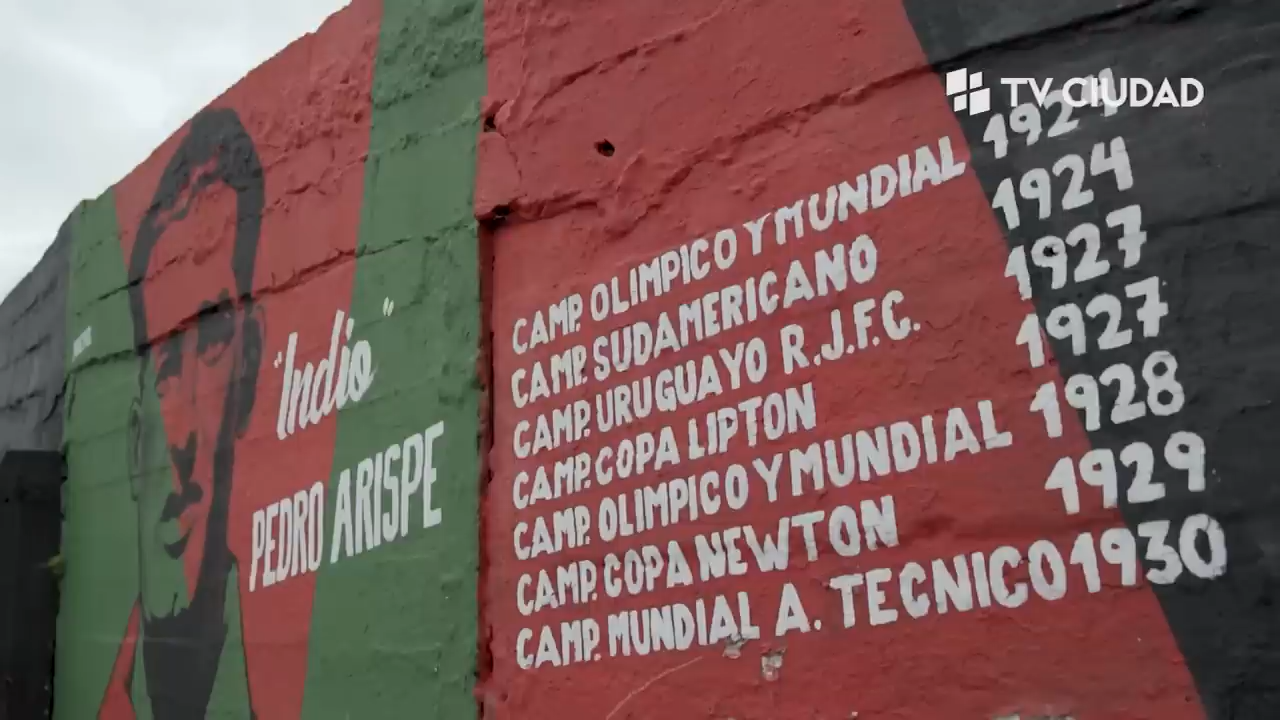 TV CIUDAD
"Indio"
PEDRO ARISPE
CAMP. OLIMPICO Y MUNDIAL 1924
CAMP. SUDAMERICANO 1924
CAMP. URUGUAYO R.J.F.C. 1927
CAMP. COPA LIPTON 1927
CAMP. OLIMPICO Y MUNDIAL 1928
CAMP. COPA NEWTON 1929
CAMP. MUNDIAL A. TECNICO 1930